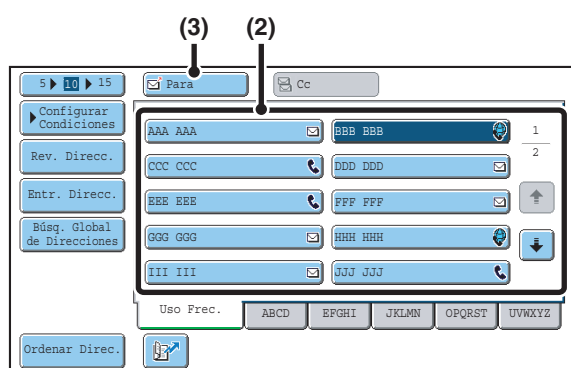 (3) (2)
5 10 15 Para Cc
Configurar
Condiciones
AAA AAA BBB BBB 1
Rev. Direcc. CCC CCC DDD DDD 2
Entr. Direcc. EEE EEE FFF FFF
Búsq. Global
de Direcciones
GGG GGG HHH HHH
III III JJJ JJJ
Uso Frec. ABCD EFGHI JKLMN OPQRST UVWXYZ
Ordenar Direc.